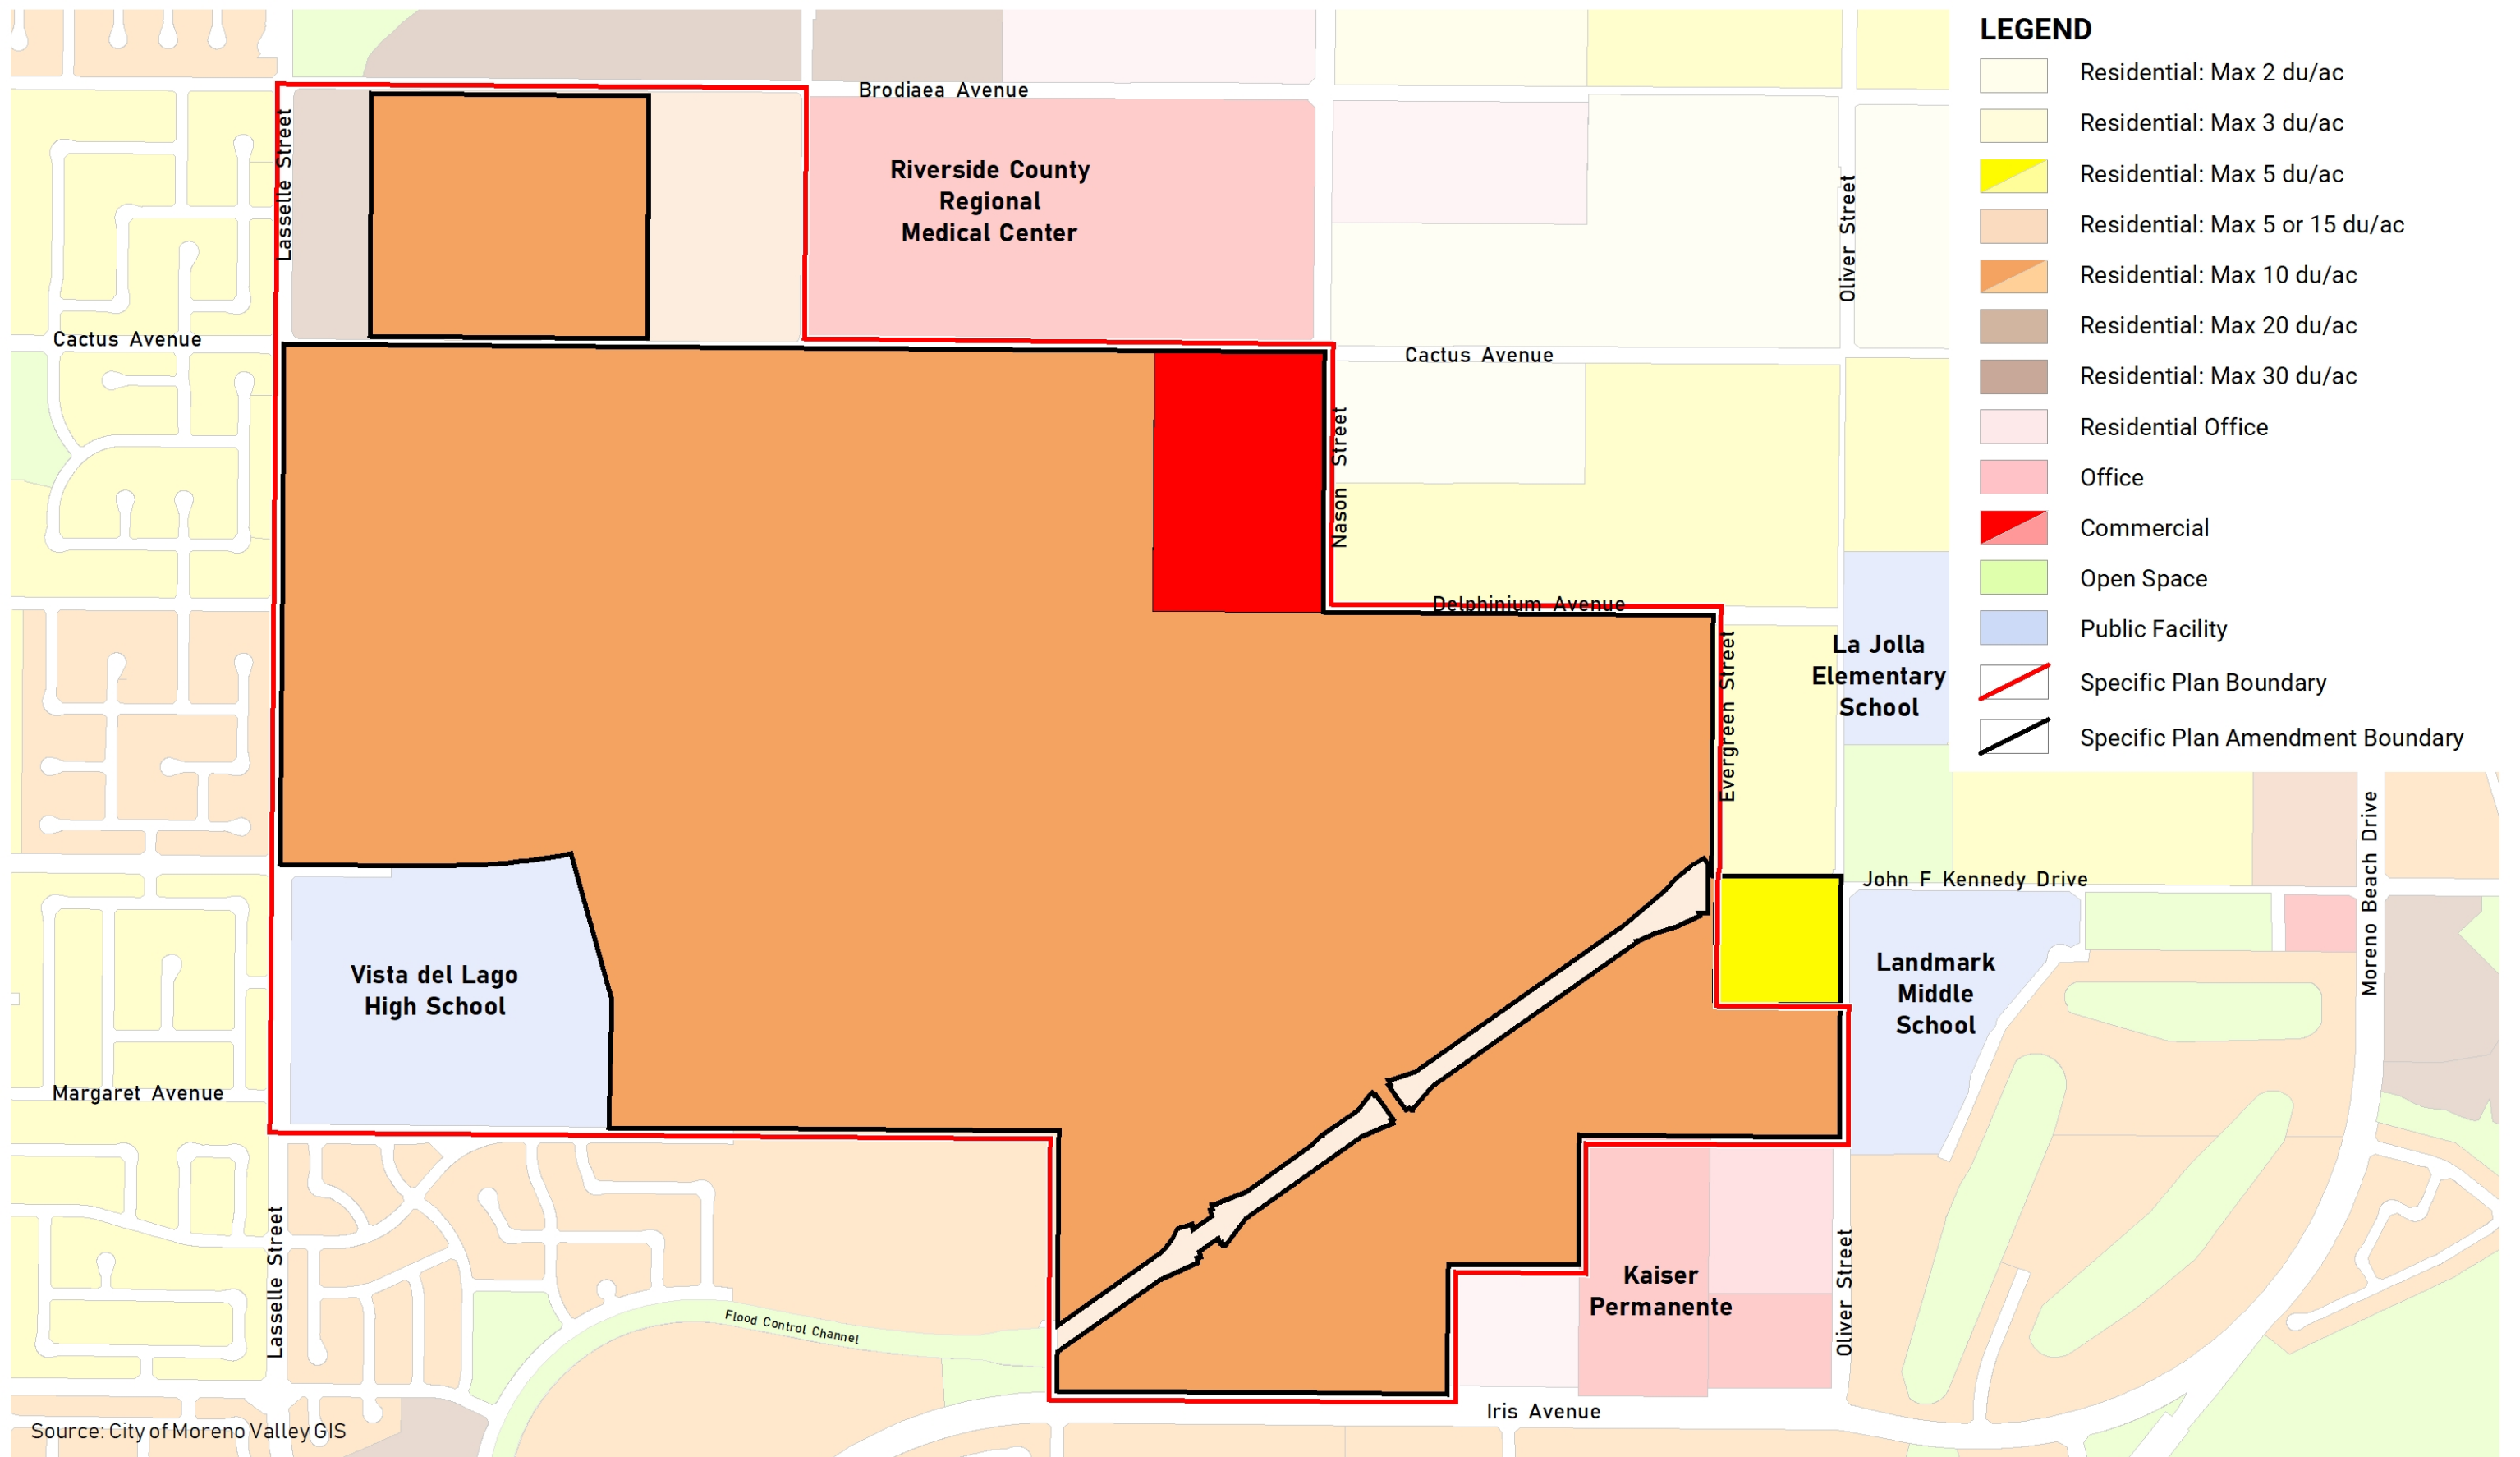 LEGEND
Residential: Max 2 du/ac
Residential: Max 3 du/ac
Residential: Max 5 du/ac
Residential: Max 5 or 15 du/ac
Residential: Max 10 du/ac
Residential: Max 20 du/ac
Residential: Max 30 du/ac
Residential Office
Office
Commercial
Open Space
Public Facility
Specific Plan Boundary
Specific Plan Amendment Boundary
Brodiaea Avenue
Lasselle Street
Riverside County
Regional
Medical Center
Oliver Street
Cactus Avenue
Cactus Avenue
Nason Street
Delphinium Avenue
Evergreen Street
La Jolla
Elementary
School
Moreno Beach Drive
John F Kennedy Drive
Vista del Lago
High School
Landmark
Middle
School
Margaret Avenue
Lasselle Street
Flood Control Channel
Kaiser
Permanente
Oliver Street
Iris Avenue
Source: City of Moreno Valley GIS